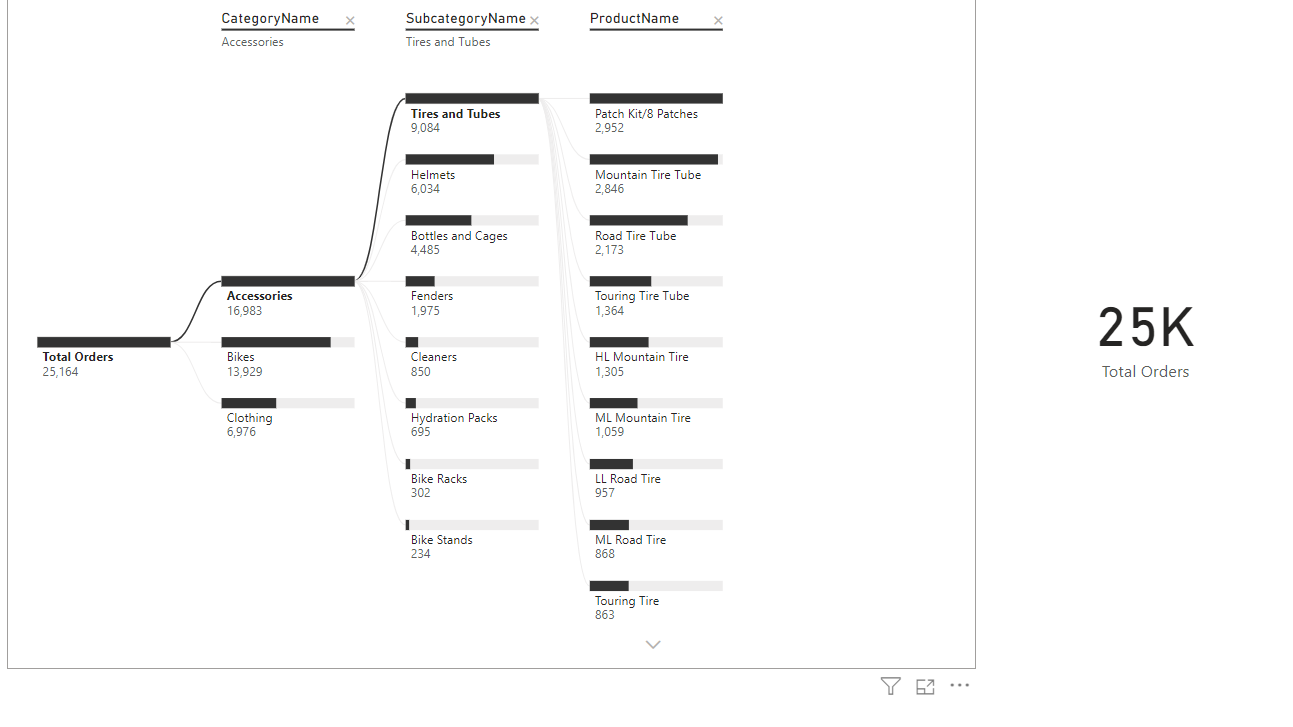 CategoryName
Accessories
SubcategoryName
Tires and Tubes
ProductName
Total Orders
25,164
Accessories
16,983
Bikes
13,929
Clothing
6,976
Tires and Tubes
9,084
Helmets
6,034
Bottles and Cages
4,485
Fenders
1,975
Cleaners
850
Hydration Packs
695
Bike Racks
302
Bike Stands
234
Patch Kit/8 Patches
2,952
Mountain Tire Tube
2,846
Road Tire Tube
2,173
Touring Tire Tube
1,364
HL Mountain Tire
1,305
ML Mountain Tire
1,059
LL Road Tire
957
ML Road Tire
868
Touring Tire
863
25K
Total Orders